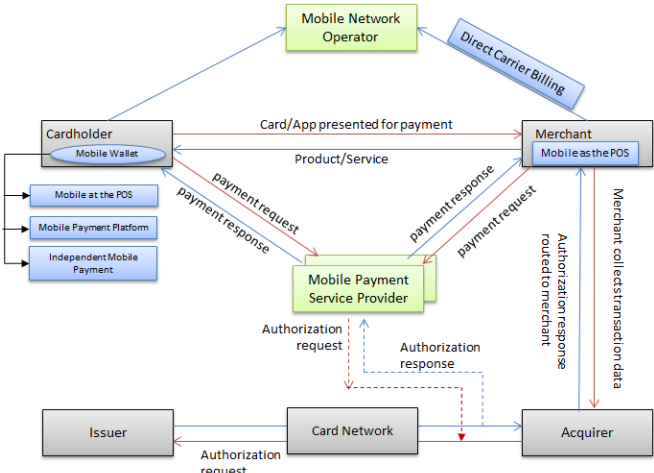 Mobile Network
Operator
Direct Carrier Billing
Cardholder
Mobile Wallet
Card/App presented for payment
Product/Service
Merchant
Mobile as the POS
Mobile at the POS
Mobile Payment Platform
Independent Mobile
Payment
payment request
payment response
payment response
payment request
Mobile Payment
Service Provider
Authorization response
routed to merchant
Merchant collects transaction data
Authorization
request
Authorization
response
Issuer
Card Network
Acquirer
Authorization
request